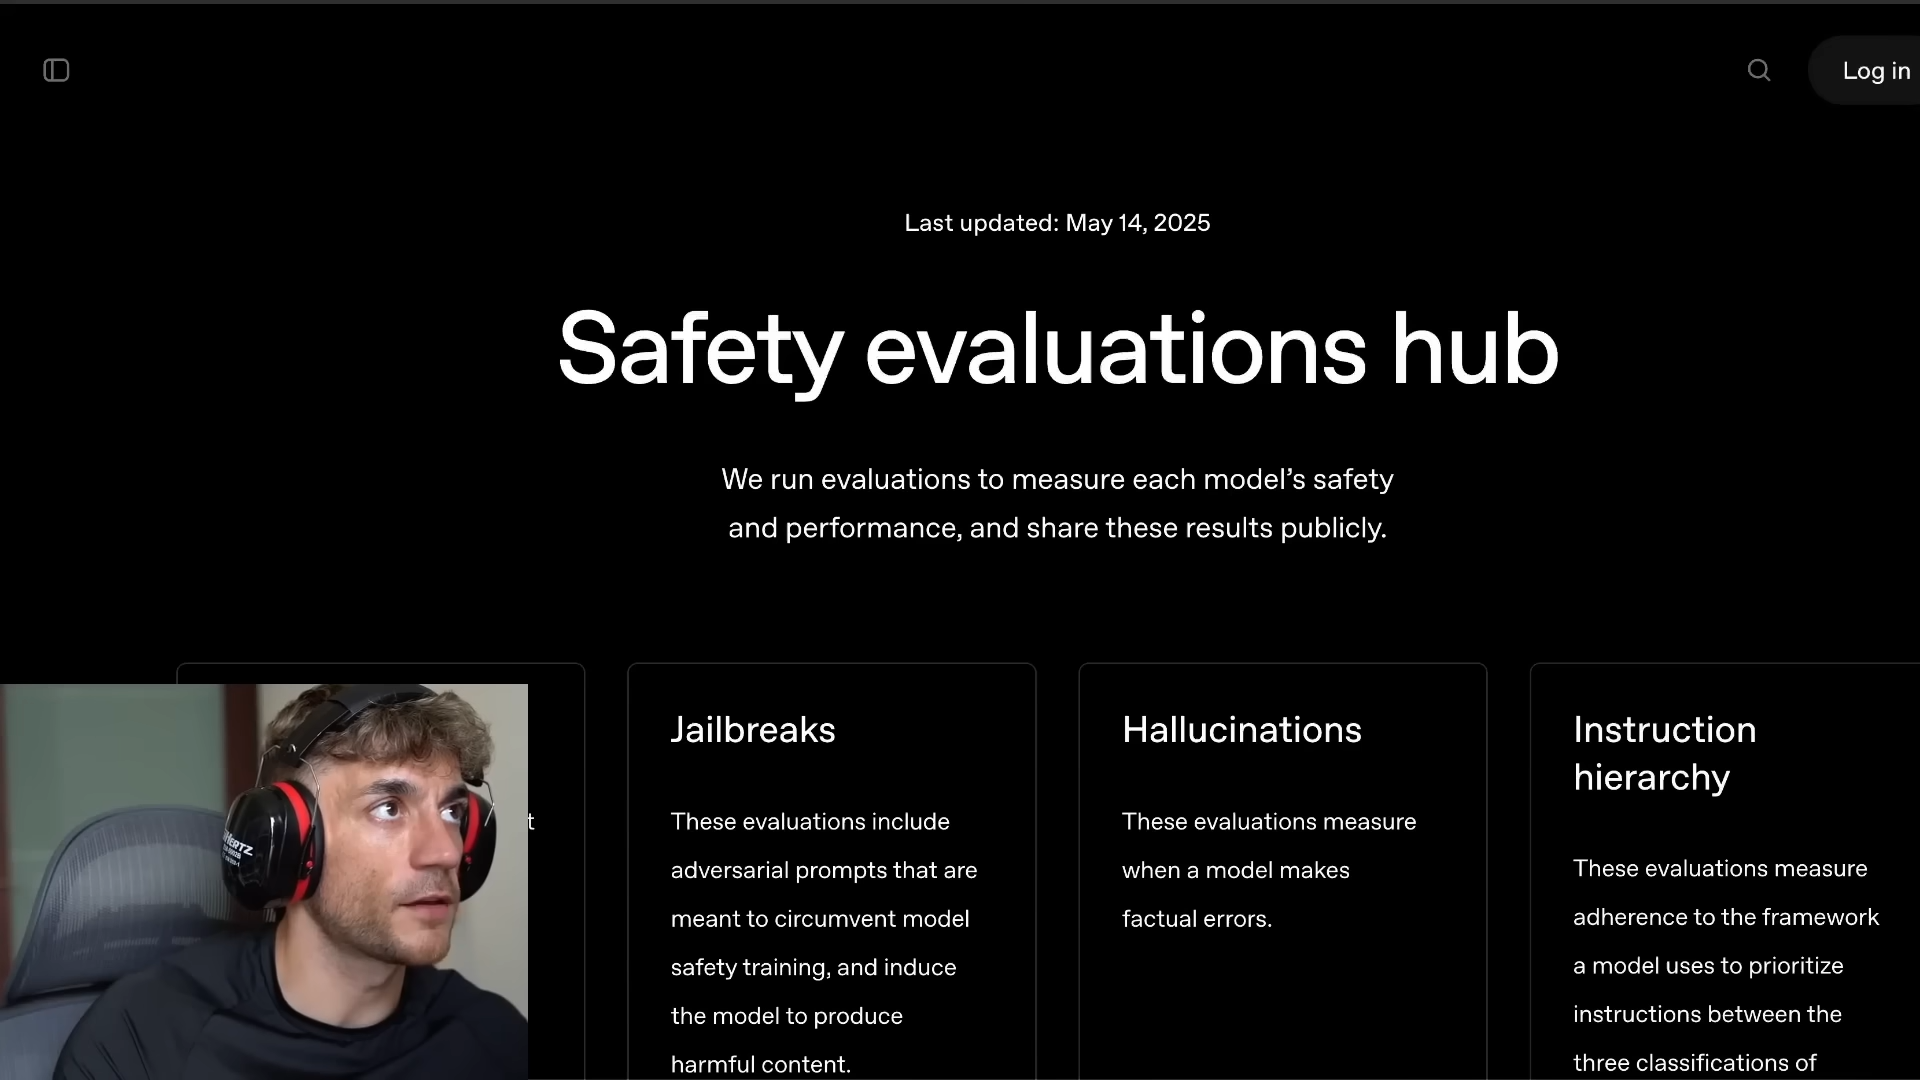 Log in
Last updated: May 14, 2025
Safety evaluations hub
We run evaluations to measure each model’s safety
and performance, and share these results publicly.
Jailbreaks
These evaluations include
adversarial prompts that are
meant to circumvent model
safety training, and induce
the model to produce
harmful content.
Hallucinations
These evaluations measure
when a model makes
factual errors.
Instruction
hierarchy
These evaluations measure
adherence to the framework
a model uses to prioritize
instructions between the
three classifications of
t